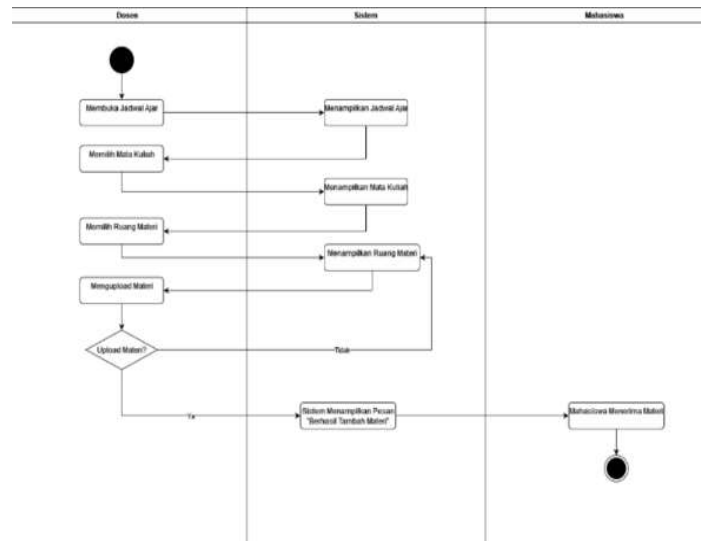 Dosen
Sistem
Mahasiswa
Membuka Jadwal Ajar
Menampilkan Jadwal Ajar
Memilih Mata Kuliah
Menampilkan Mata Kuliah
Memilih Ruang Materi
Menampilkan Ruang Materi
Mengupload Materi
Upload Materi?
Tidak
Ya
Sistem Menampilkan Pesan
"Berhasil Tambah Materi"
Mahasiswa Menerima Materi